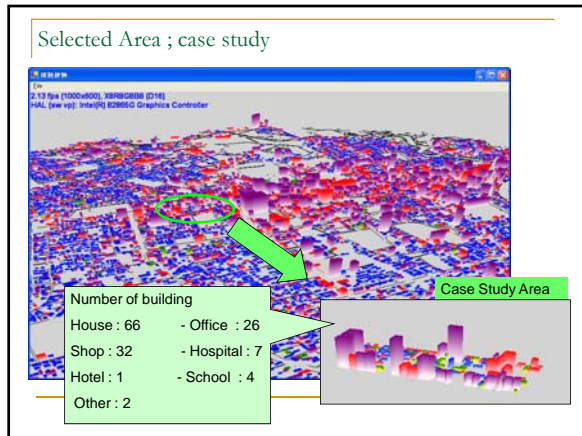 Selected Area ; case study
File
2.13 fps (1000x600), X8R8G8B8 (D16)
HAL (sw vp): Intel(R) 82865G Graphics Controller
Case Study Area
Number of building
House : 66 - Office : 26
Shop : 32 - Hospital : 7
Hotel : 1 - School : 4
Other : 2